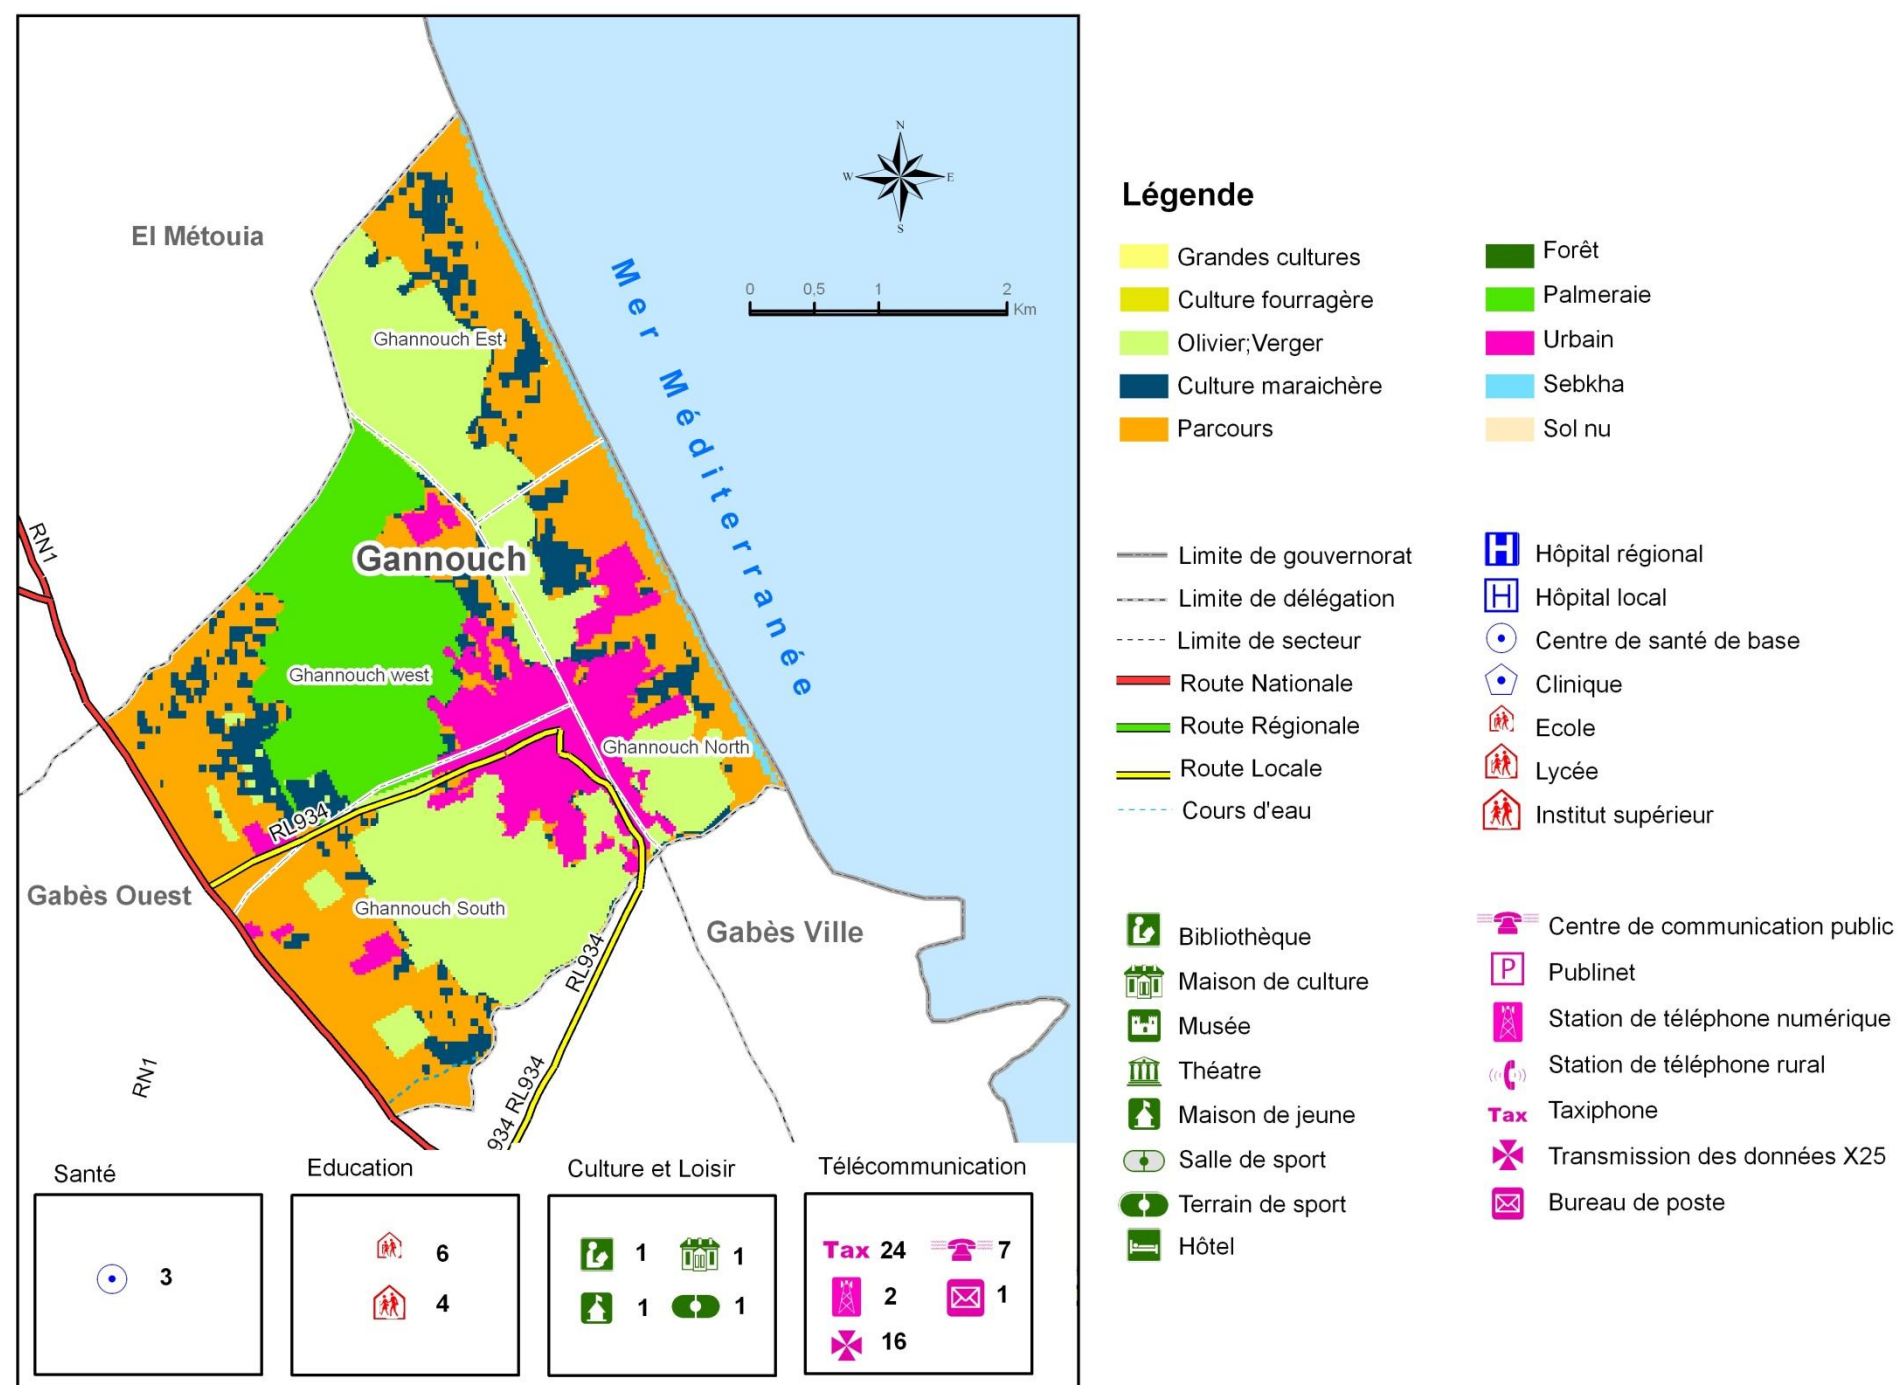 N
W
E
S
El Métouia
0 0,5 1 2
Km
Mer Méditerranée
Ghannouch Est
RN1
Gannouch
Ghannouch west
Ghannouch North
RL934
Gabès Ouest
Ghannouch South
Gabès Ville
RL934
RN1
RL934
934
Santé
3
Education
6
4
Culture et Loisir
1 1
1 1
Télécommunication
Tax 24 7
2 1
16
Légende
Grandes cultures
Culture fourragère
Olivier;Verger
Culture maraichère
Parcours
Forêt
Palmeraie
Urbain
Sebkha
Sol nu
Limite de gouvernorat
Limite de délégation
Limite de secteur
Route Nationale
Route Régionale
Route Locale
Cours d'eau
H Hôpital régional
H Hôpital local
Centre de santé de base
Clinique
Ecole
Lycée
Institut supérieur
Bibliothèque
Maison de culture
Musée
Théatre
Maison de jeune
Salle de sport
Terrain de sport
Hôtel
Centre de communication public
P Publinet
Station de téléphone numérique
Station de téléphone rural
Tax Taxiphone
Transmission des données X25
Bureau de poste